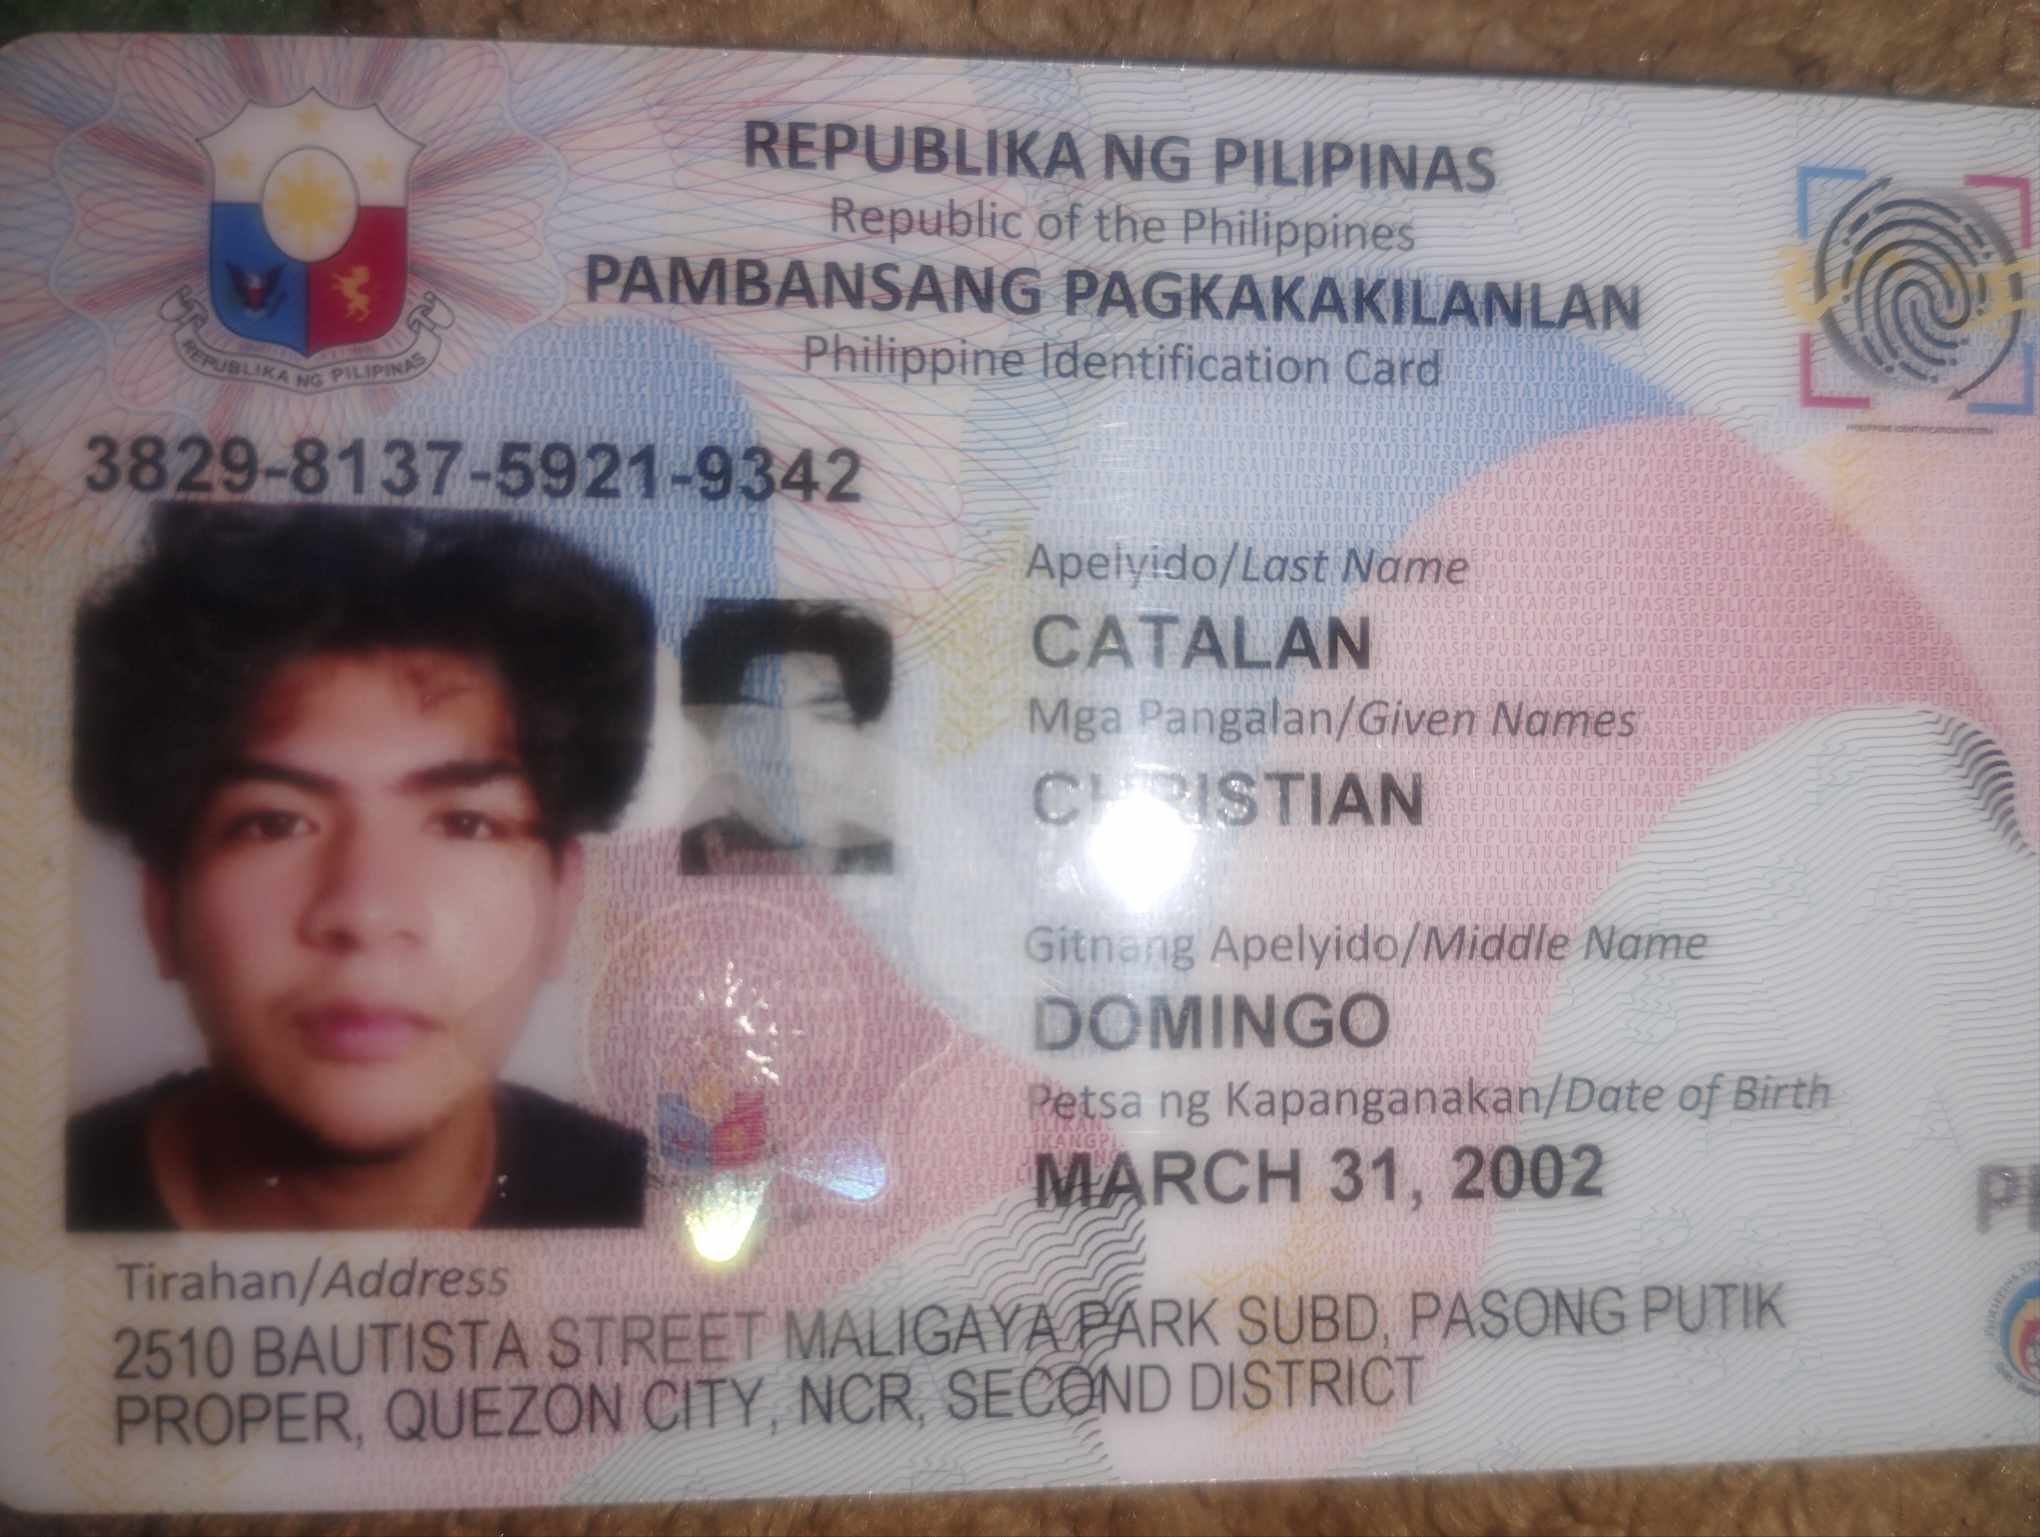 REPUBLIKA NG PILIPINAS
Republic of the Philippines
PAMBANSANG PAGKAKAKILANLAN
Philippine Identification Card
REPUBLIKA NG PILIPINAS
3829-8137-5921-9342
Apelyido/Last Name
CATALAN
Mga Pangalan/Given Names
CHRISTIAN
Gitnang Apelyido/Middle Name
DOMINGO
Petsa ng Kapanganakan/Date of Birth
MARCH 31, 2002
Tirahan/Address
2510 BAUTISTA STREET MALIGAYA PARK SUBD, PASONG PUTIK
PROPER, QUEZON CITY, NCR, SECOND DISTRICT